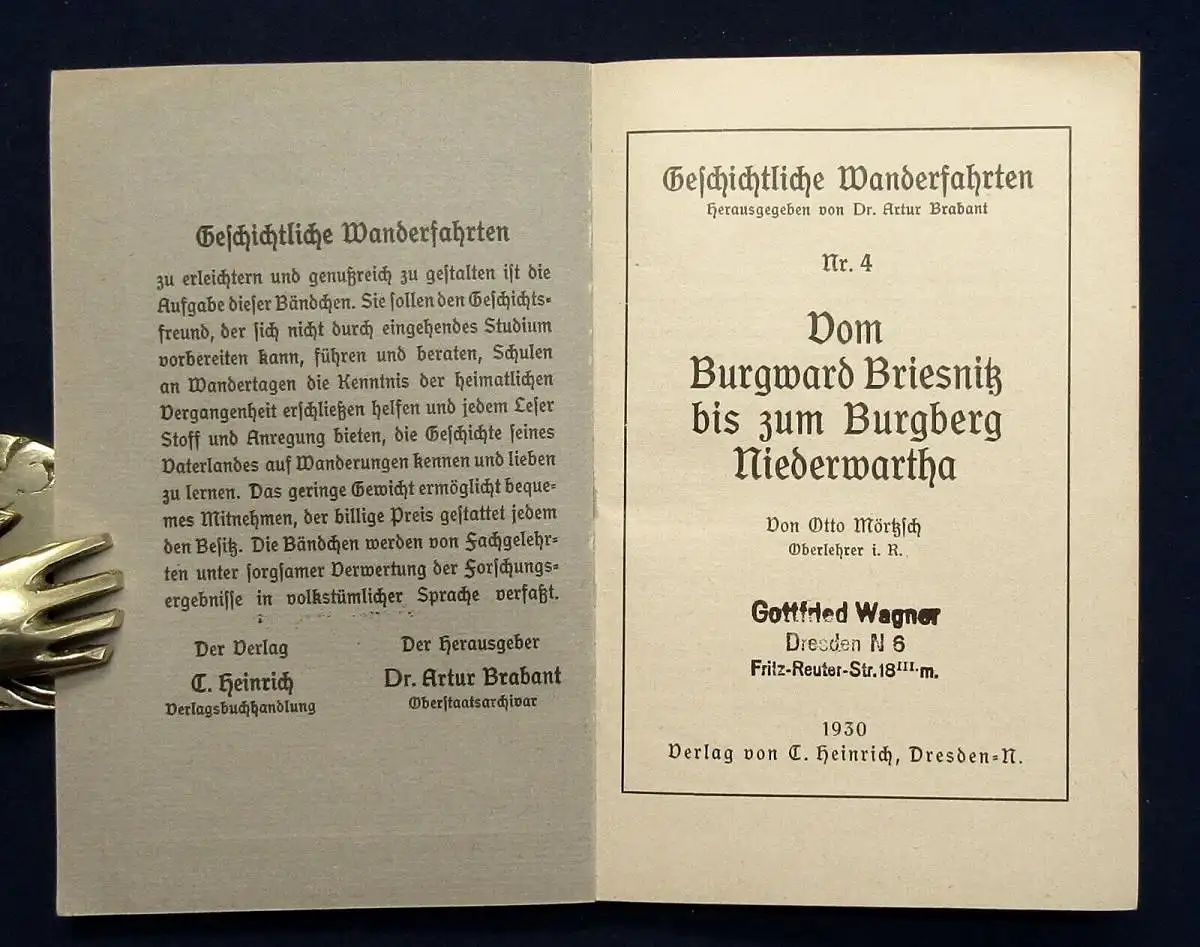 Geschichtliche Wanderfahrten
zu erleichtern und genußreich zu gestalten ist die
Aufgabe dieser Bändchen. Sie sollen den Geschichts-
freund, der sich nicht durch eingehendes Studium
vorbereiten kann, führen und beraten, Schulen
an Wandertagen die Kenntnis der heimatlichen
Vergangenheit erschließen helfen und jedem Leser
Stoff und Anregung bieten, die Geschichte seines
Vaterlandes auf Wanderungen kennen und lieben
zu lernen. Das geringe Gewicht ermöglicht beque-
mes Mitnehmen, der billige Preis gestattet jedem
den Besitz. Die Bändchen werden von Fachgelehr-
ten unter sorgsamer Verwertung der Forschungs-
ergebnisse in volkstümlicher Sprache verfaßt.
Der Verlag
C. Heinrich
Verlagsbuchhandlung
Der Herausgeber
Dr. Artur Brabant
Oberstaatsarchivar
Geschichtliche Wanderfahrten
Herausgegeben von Dr. Artur Brabant
Nr. 4
Vom
Burgward Briesnitz
bis zum Burgberg
Niederwartha
Von Otto Mörtzsch
Oberlehrer i. R.
Gottfried Wagner
Dresden N 6
Fritz-Reuter-Str. 18III. m.
1930
Verlag von C. Heinrich, Dresden-N.